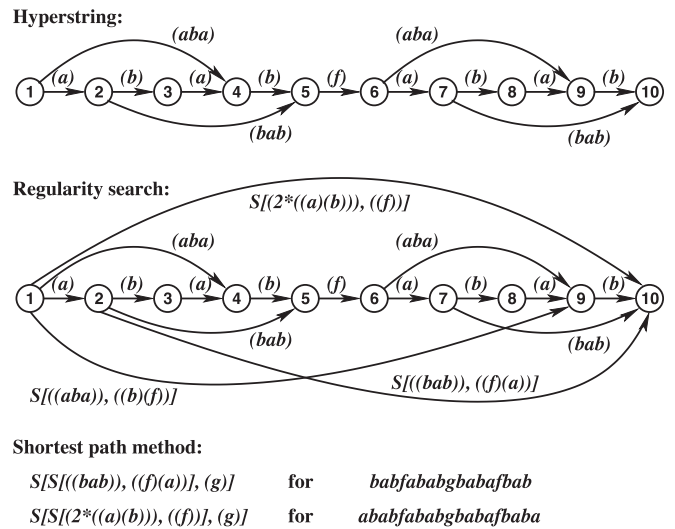 Hyperstring:
(aba) (aba)
(a) (b) (a) (b) (f) (a) (b) (a) (b)
1 2 3 4 5 6 7 8 9 10
(bab) (bab)
Regularity search:
S[(2*((a)(b))), ((f))]
(aba) (aba)
(a) (b) (a) (b) (f) (a) (b) (a) (b)
1 2 3 4 5 6 7 8 9 10
(bab) (bab)
S[((bab)), ((f)(a))]
S[((aba)), ((b)(f))]
Shortest path method:
S[S[((bab)), ((f)(a))], (g)] for babfababgbabafbab
S[S[(2*((a)(b))), ((f))], (g)] for ababfababgbabafbaba